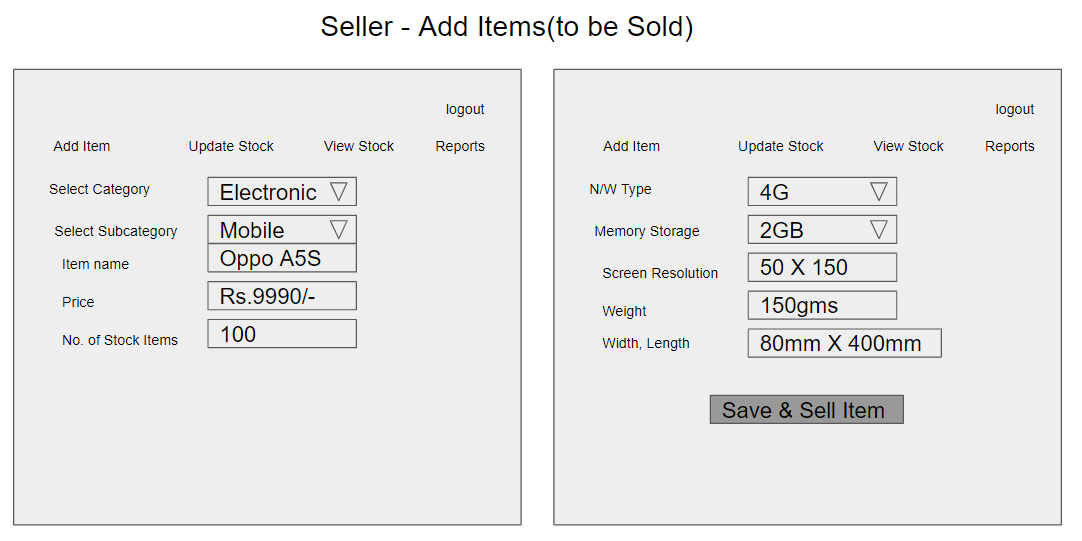 Seller - Add Items(to be Sold)
logout
Add Item Update Stock View Stock Reports
Select Category Electronic
Select Subcategory Mobile
Item name Oppo A5S
Price Rs.9990/-
No. of Stock Items 100
logout
Add Item Update Stock View Stock Reports
N/W Type 4G
Memory Storage 2GB
Screen Resolution 50 X 150
Weight 150gms
Width, Length 80mm X 400mm
Save & Sell Item